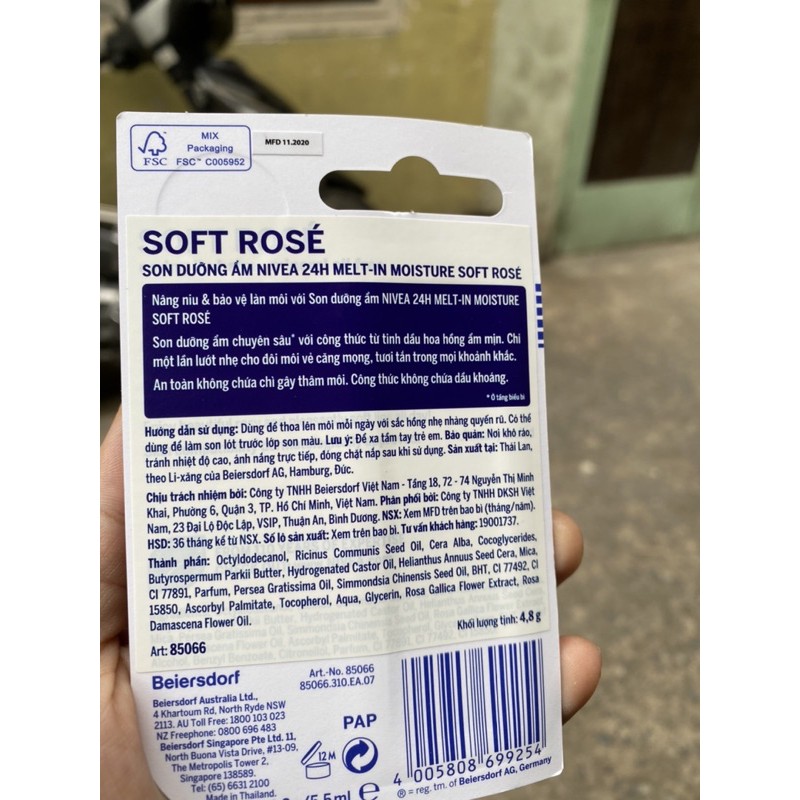 MIX
Packaging
FSC™ C005952
FSC
MFD 11.2020
SOFT ROSÉ
SON DƯỠNG ẨM NIVEA 24H MELT-IN MOISTURE SOFT ROSÉ
Nâng niu & bảo vệ làn môi với Son dưỡng ẩm NIVEA 24H MELT-IN MOISTURE
SOFT ROSÉ
Son dưỡng ẩm chuyên sâu* với công thức từ tinh dầu hoa hồng ẩm mịn. Chỉ
một lần lướt nhẹ cho đôi môi vẻ căng mọng, tươi tắn trong mọi khoảnh khắc.
An toàn không chứa chì gây thâm môi. Công thức không chứa dầu khoáng.
* Ở tầng biểu bì
Hướng dẫn sử dụng: Dùng để thoa lên môi mỗi ngày với sắc hồng nhẹ nhàng quyến rũ. Có thể
dùng để làm son lót trước lớp son màu. Lưu ý: Để xa tầm tay trẻ em. Bảo quản: Nơi khô ráo,
tránh nhiệt độ cao, ánh nắng trực tiếp, đóng chặt nắp sau khi sử dụng. Sản xuất tại: Thái Lan,
theo Li-xăng của Beiersdorf AG, Hamburg, Đức.
Chịu trách nhiệm bởi: Công ty TNHH Beiersdorf Việt Nam - Tầng 18, 72 - 74 Nguyễn Thị Minh
Khai, Phường 6, Quận 3, TP. Hồ Chí Minh, Việt Nam. Phân phối bởi: Công ty TNHH DKSH Việt
Nam, 23 Đại Lộ Độc Lập, VSIP, Thuận An, Bình Dương. NSX: Xem MFD trên bao bì (tháng/năm).
HSD: 36 tháng kể từ NSX. Số lô sản xuất: Xem trên bao bì. Tư vấn khách hàng: 19001737.
Thành phần: Octyldodecanol, Ricinus Communis Seed Oil, Cera Alba, Cocoglycerides,
Butyrospermum Parkii Butter, Hydrogenated Castor Oil, Helianthus Annuus Seed Cera, Mica,
CI 77891, Parfum, Persea Gratissima Oil, Simmondsia Chinensis Seed Oil, BHT, CI 77492, CI
15850, Ascorbyl Palmitate, Tocopherol, Aqua, Glycerin, Rosa Gallica Flower Extract, Rosa
Damascena Flower Oil.
Khối lượng tịnh: 4,8 g
Art: 85066
Beiersdorf
Art.-No. 85066
85066.310.EA.07
Beiersdorf Australia Ltd.,
4 Khartoum Rd, North Ryde NSW
2113. AU Toll Free: 1800 103 023
NZ Freephone: 0800 696 483
Beiersdorf Singapore Pte Ltd. 11,
North Buona Vista Drive, #13-09,
The Metropolis Tower 2,
Singapore 138589.
Tel: (65) 6631 2100
Made in Thailand.
12 M
PAP
5.5ml e
4 005808 699254
® = reg. tm. of Beiersdorf AG, Germany